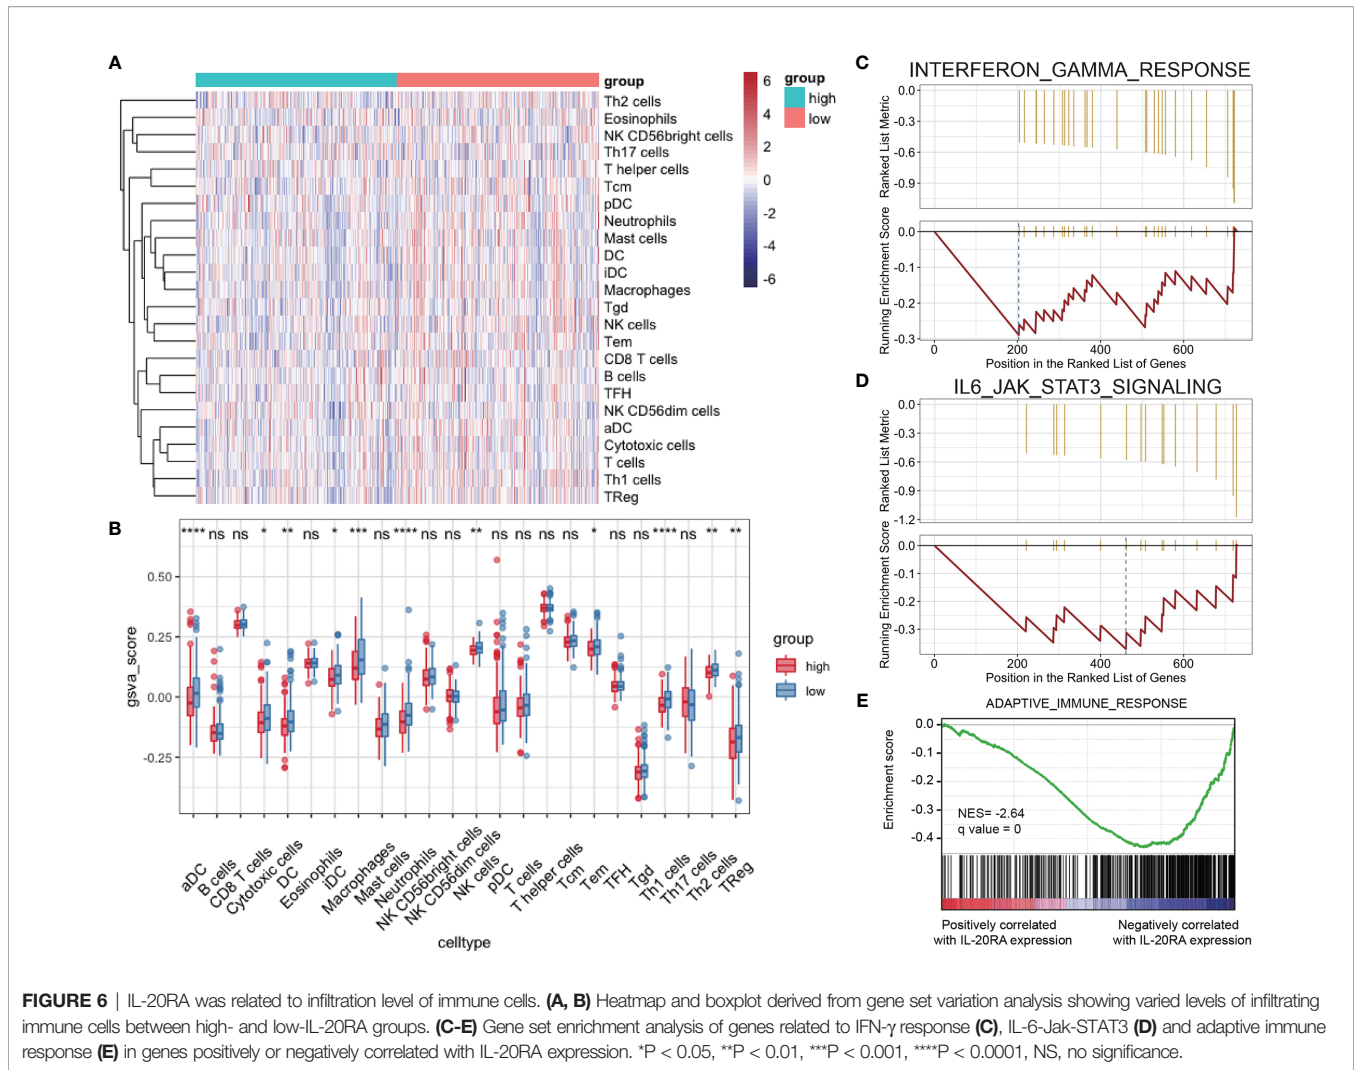 A
group
Th2 cells
Eosinophils
NK CD56bright cells
Th17 cells
T helper cells
Tcm
pDC
Neutrophils
Mast cells
DC
iDC
Macrophages
Tgd
NK cells
Tem
CD8 T cells
B cells
TFH
NK CD56dim cells
aDC
Cytotoxic cells
T cells
Th1 cells
TReg
6
4
2
0
-2
-4
-6
group
high
low
B
**** ns ns * ** ns * *** ns **** ns ns ** ns ns ns ns * ns ns **** ns ** **
gsva_score
0.50
0.25
0.00
-0.25
aDC
B cells
CD8 T cells
Cytotoxic cells
DC
Eosinophils
iDC
Macrophages
Mast cells
Neutrophils
NK CD56bright cells
NK CD56dim cells
NK cells
pDC
T cells
T helper cells
Tcm
Tem
TFH
Tgd
Th1 cells
Th17 cells
Th2 cells
TReg
celltype
group
high
low
C
INTERFERON_GAMMA_RESPONSE
Ranked List Metric
0.0
-0.3
-0.6
-0.9
Running Enrichment Score
0.0
-0.1
-0.2
-0.3
0 200 400 600
Position in the Ranked List of Genes
D
IL6_JAK_STAT3_SIGNALING
Ranked List Metric
0.0
-0.3
-0.6
-0.9
-1.2
Running Enrichment Score
0.0
-0.1
-0.2
-0.3
0 200 400 600
Position in the Ranked List of Genes
E
ADAPTIVE_IMMUNE_RESPONSE
Enrichment score
0.0
-0.1
-0.2
-0.3
-0.4
NES= -2.64
q value = 0
Positively correlated
with IL-20RA expression
Negatively correlated
with IL-20RA expression
FIGURE 6 | IL-20RA was related to infiltration level of immune cells. (A, B) Heatmap and boxplot derived from gene set variation analysis showing varied levels of infiltrating
immune cells between high- and low-IL-20RA groups. (C-E) Gene set enrichment analysis of genes related to IFN-γ response (C), IL-6-Jak-STAT3 (D) and adaptive immune
response (E) in genes positively or negatively correlated with IL-20RA expression. *P < 0.05, **P < 0.01, ***P < 0.001, ****P < 0.0001, NS, no significance.